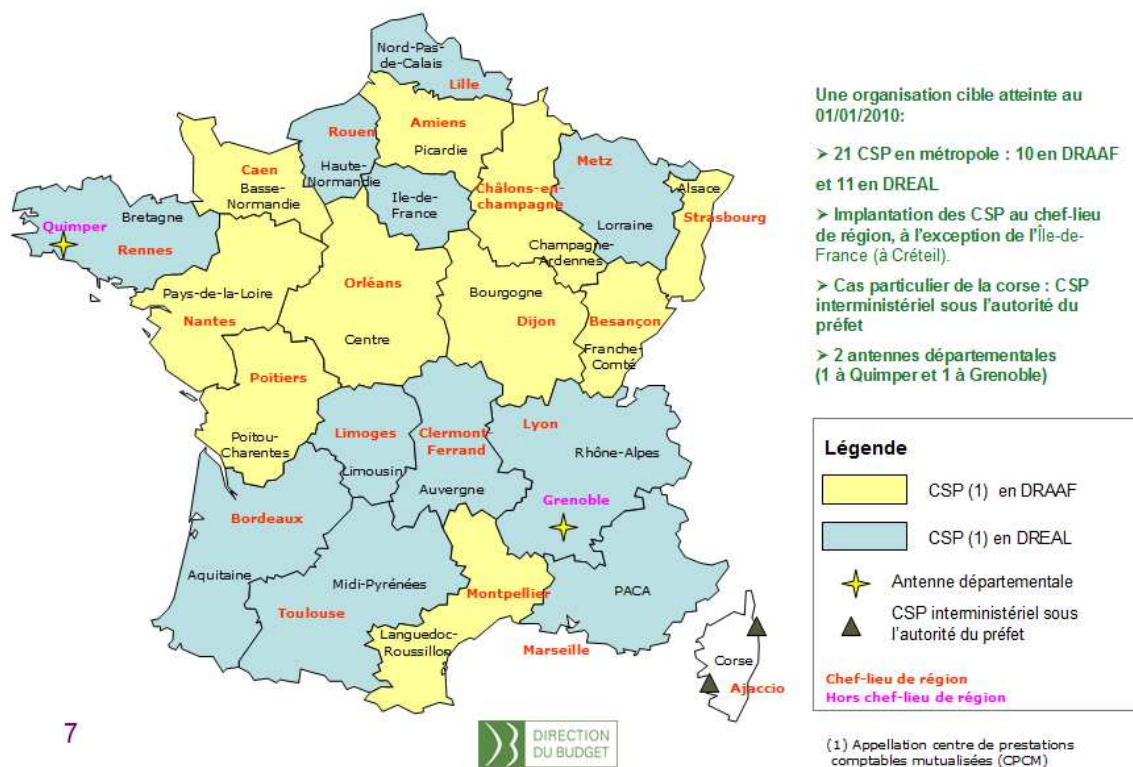 Nord-Pas-
de-Calais
Lille
Rouen
Haute-
Normandie
Amiens
Picardie
Caen
Basse-
Normandie
Ile-de-
France
Châlons-en-
champagne
Champagne-
Ardennes
Metz
Lorraine
Alsace
Strasbourg
Bretagne
Quimper
Rennes
Pays-de-la-Loire
Nantes
Orléans
Centre
Bourgogne
Dijon
Besançon
Franche-
Comté
Poitiers
Poitou-
Charentes
Limoges
Limousin
Clermont-
Ferrand
Auvergne
Lyon
Rhône-Alpes
Grenoble
Bordeaux
Aquitaine
Midi-Pyrénées
Toulouse
Montpellier
Languedoc-
Roussillon
PACA
Marseille
Corse
Ajaccio
Une organisation cible atteinte au
01/01/2010:
➢ 21 CSP en métropole : 10 en DRAAF
et 11 en DREAL
➢ Implantation des CSP au chef-lieu
de région, à l'exception de l'Île-de-
France (à Créteil).
➢ Cas particulier de la corse : CSP
interministériel sous l'autorité du
préfet
➢ 2 antennes départementales
(1 à Quimper et 1 à Grenoble)
Légende
CSP (1) en DRAAF
CSP (1) en DREAL
Antenne départementale
CSP interministériel sous
l'autorité du préfet
Chef-lieu de région
Hors chef-lieu de région
(1) Appellation centre de prestations
comptables mutualisées (CPCM)
7
DIRECTION
DU BUDGET